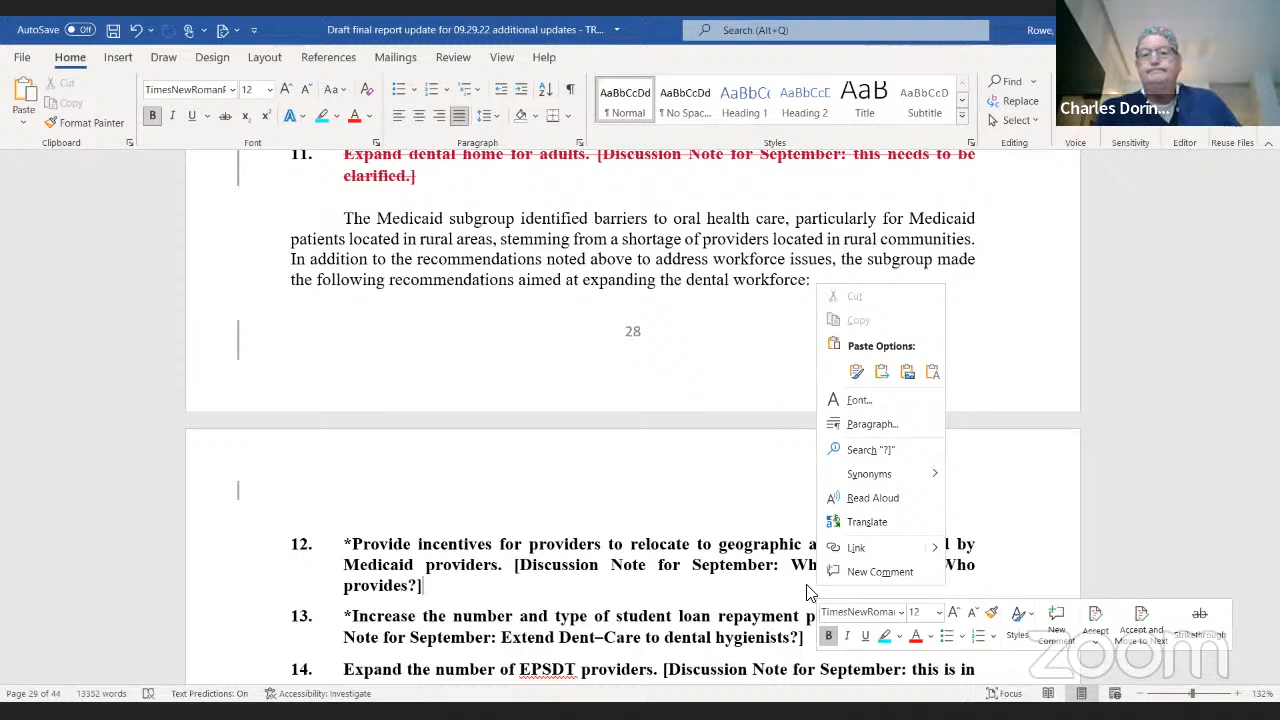 AutoSave Off Draft final report update for 09.29.22 additional updates - TR... Search (Alt+Q) Rowe,
File Home Insert Draw Design Layout References Mailings Review View Help
Paste Cut Copy Format Painter
TimesNewRomanF 12 Aa
AaBbCcDd AaBbCcDd AaBbCc AaBbCcE AaB AaBbCcD
¶ Normal ¶ No Spac... Heading 1 Heading 2 Title Subtitle
Find Replace Select
Charles Dorin...
Clipboard Font Paragraph Styles Editing Voice Sensitivity Editor Reuse Files
11. Expand dental home for adults. [Discussion Note for September: this needs to be
clarified.]
The Medicaid subgroup identified barriers to oral health care, particularly for Medicaid
patients located in rural areas, stemming from a shortage of providers located in rural communities.
In addition to the recommendations noted above to address workforce issues, the subgroup made
the following recommendations aimed at expanding the dental workforce:
28
Cut
Copy
Paste Options:
Font...
Paragraph...
Search "?]"
Synonyms
Read Aloud
Translate
Link
New Comment
12. *Provide incentives for providers to relocate to geographic by
Medicaid providers. [Discussion Note for September: Who
provides?]
13. *Increase the number and type of student loan repayment
Note for September: Extend Dent–Care to dental hygienists?]
14. Expand the number of EPSDT providers. [Discussion Note for September: this is in
TimesNewRoma 12
B I U Styles New Comment Accept Accept and Move to Next Strikethrough
zoom
Page 29 of 44 13352 words Text Predictions: On Accessibility: Investigate Focus 132%